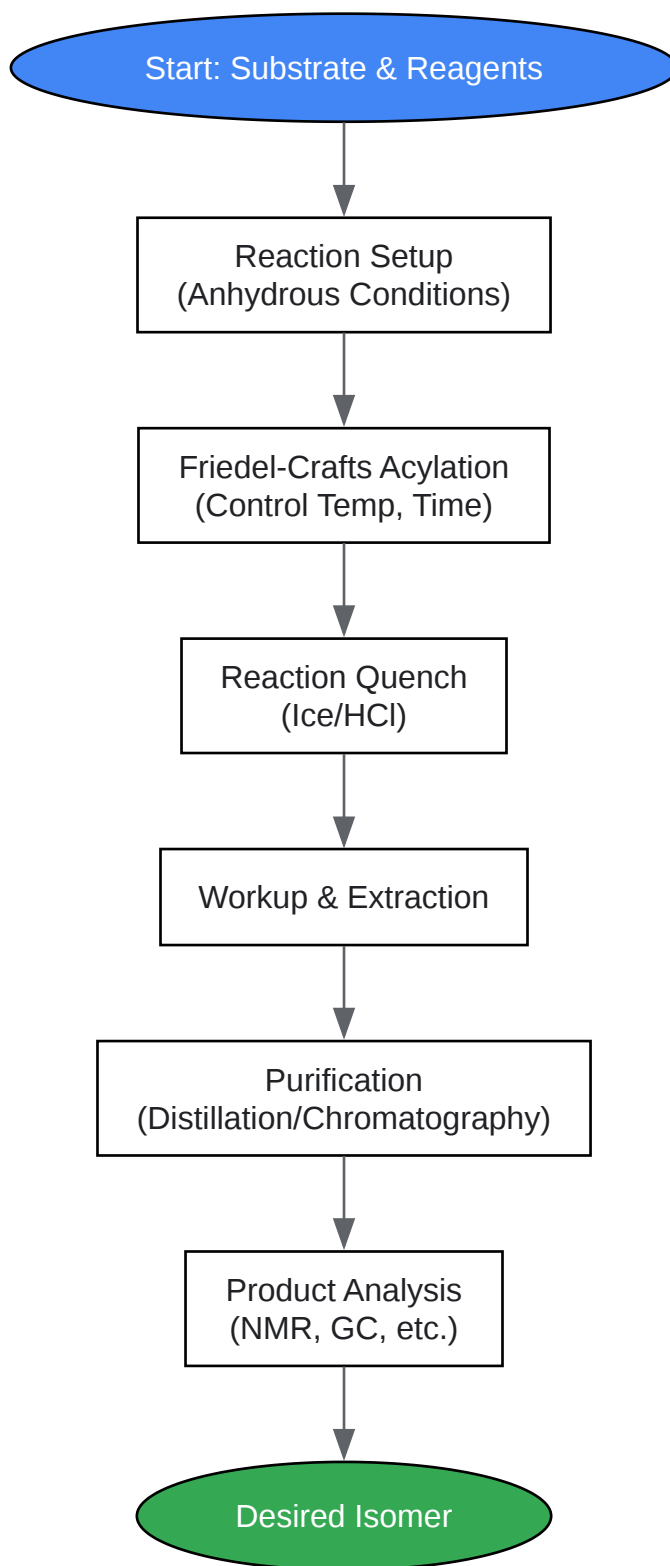 Start: Substrate & Reagents
Reaction Setup
(Anhydrous Conditions)
Friedel-Crafts Acylation
(Control Temp, Time)
Reaction Quench
(Ice/HCl)
Workup & Extraction
Purification
(Distillation/Chromatography)
Product Analysis
(NMR, GC, etc.)
Desired Isomer